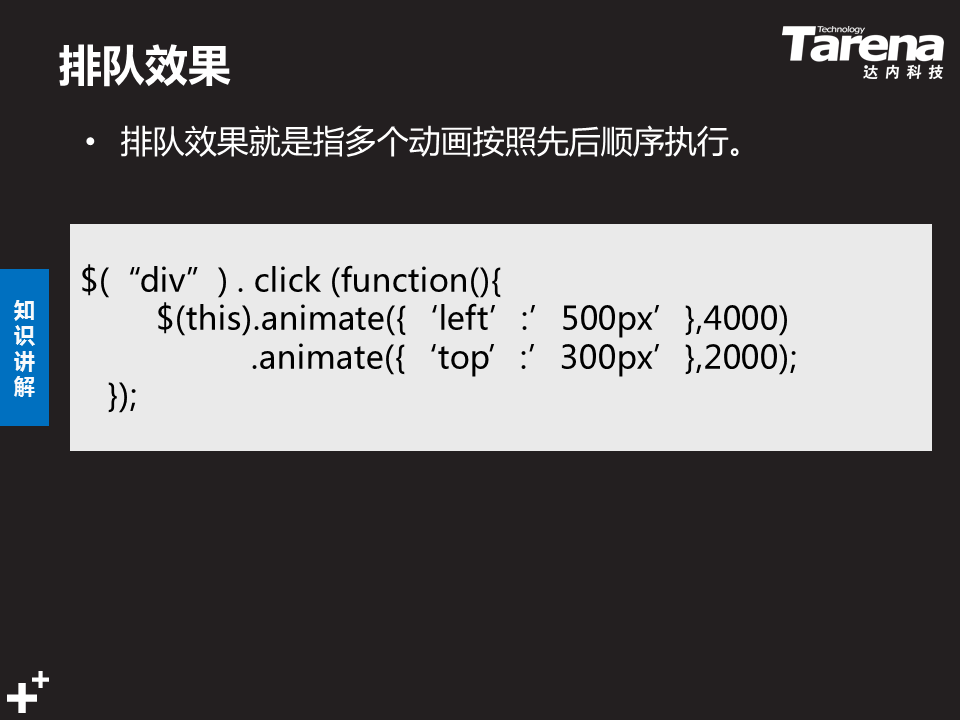 排队效果
Technology
Tarena
达内科技
• 排队效果就是指多个动画按照先后顺序执行。
知识讲解
$(“div”) . click (function(){
$(this).animate({‘left’:’500px’},4000)
.animate({‘top’:’300px’},2000);
});